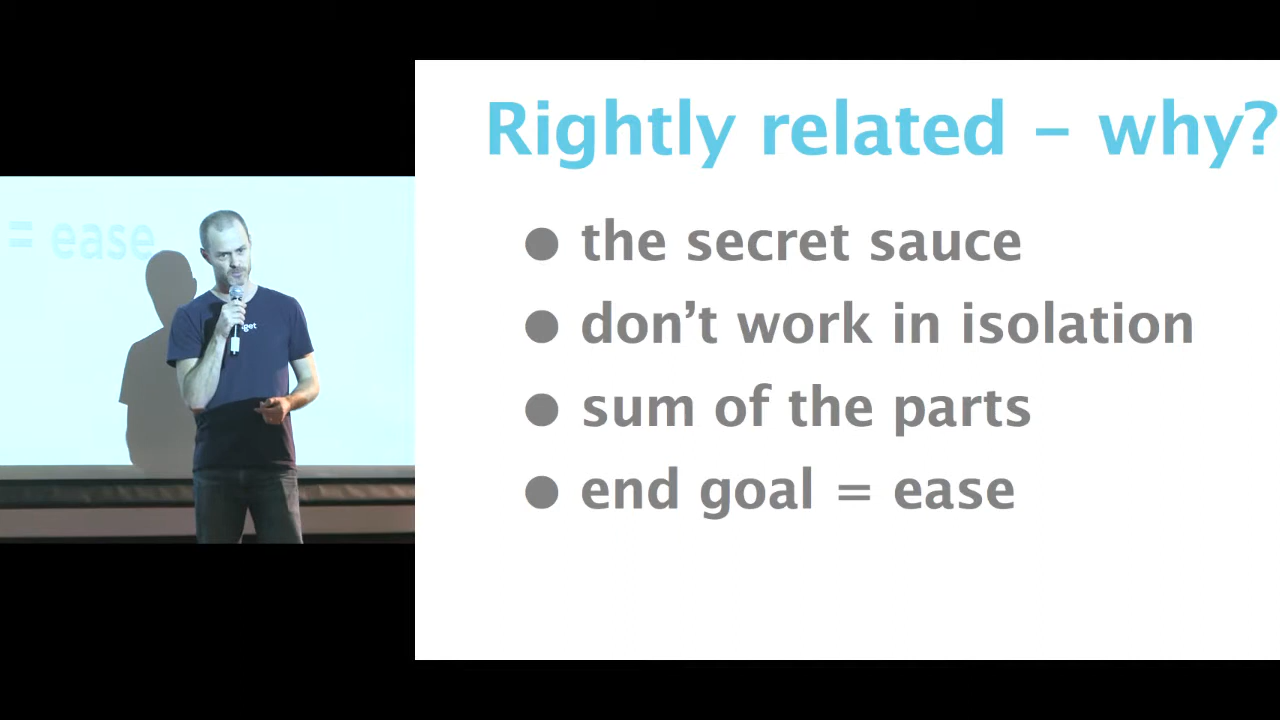 Rightly related - why?
• the secret sauce
• don't work in isolation
• sum of the parts
• end goal = ease
= ease